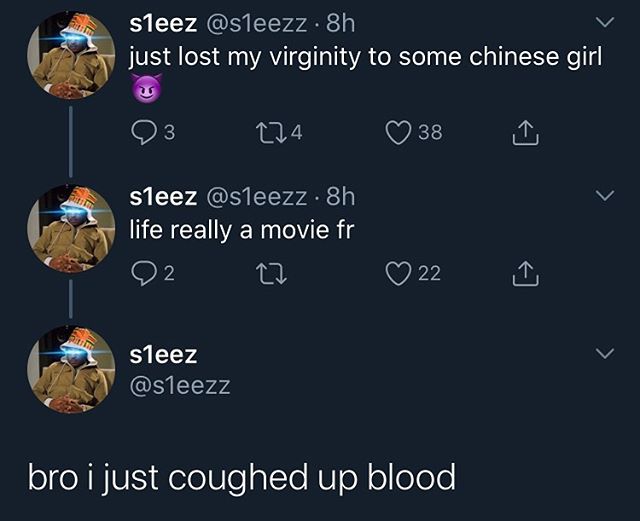 s1eez @s1eezz · 8h
just lost my virginity to some chinese girl
😈
3 4 38
s1eez @s1eezz · 8h
life really a movie fr
2 22
s1eez
@s1eezz
bro i just coughed up blood